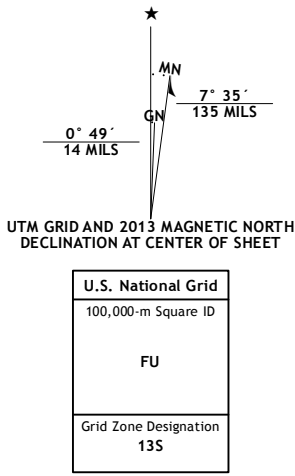 ★
MN
7° 35´
135 MILS
GN
0° 49´
14 MILS
UTM GRID AND 2013 MAGNETIC NORTH
DECLINATION AT CENTER OF SHEET
U.S. National Grid
100,000-m Square ID
FU
Grid Zone Designation
13S